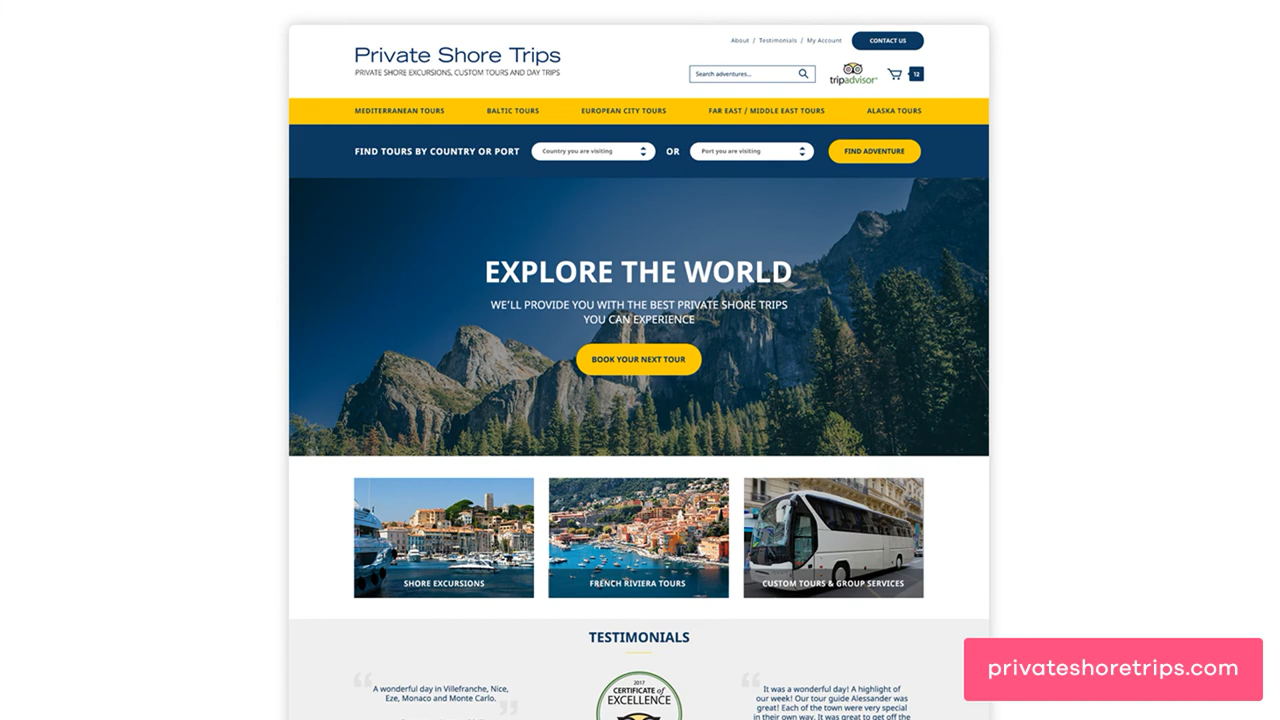 Private Shore Trips
PRIVATE SHORE EXCURSIONS, CUSTOM TOURS AND DAY TRIPS
About / Testimonials / My Account
CONTACT US
Search adventures...
tripadvisor
12
MEDITERRANEAN TOURS
BALTIC TOURS
EUROPEAN CITY TOURS
FAR EAST / MIDDLE EAST TOURS
ALASKA TOURS
FIND TOURS BY COUNTRY OR PORT
Country you are visiting
OR
Port you are visiting
FIND ADVENTURE
EXPLORE THE WORLD
WE'LL PROVIDE YOU WITH THE BEST PRIVATE SHORE TRIPS
YOU CAN EXPERIENCE
BOOK YOUR NEXT TOUR
SHORE EXCURSIONS
FRENCH RIVIERA TOURS
CUSTOM TOURS & GROUP SERVICES
TESTIMONIALS
A wonderful day in Villefranche, Nice,
Eze, Monaco and Monte Carlo.
2017
CERTIFICATE of
EXCELLENCE
It was a wonderful day! A highlight of
our week! Our tour guide Alessander was
great! Each of the town were very special
in their own way. It was great to get off the
privateshoretrips.com